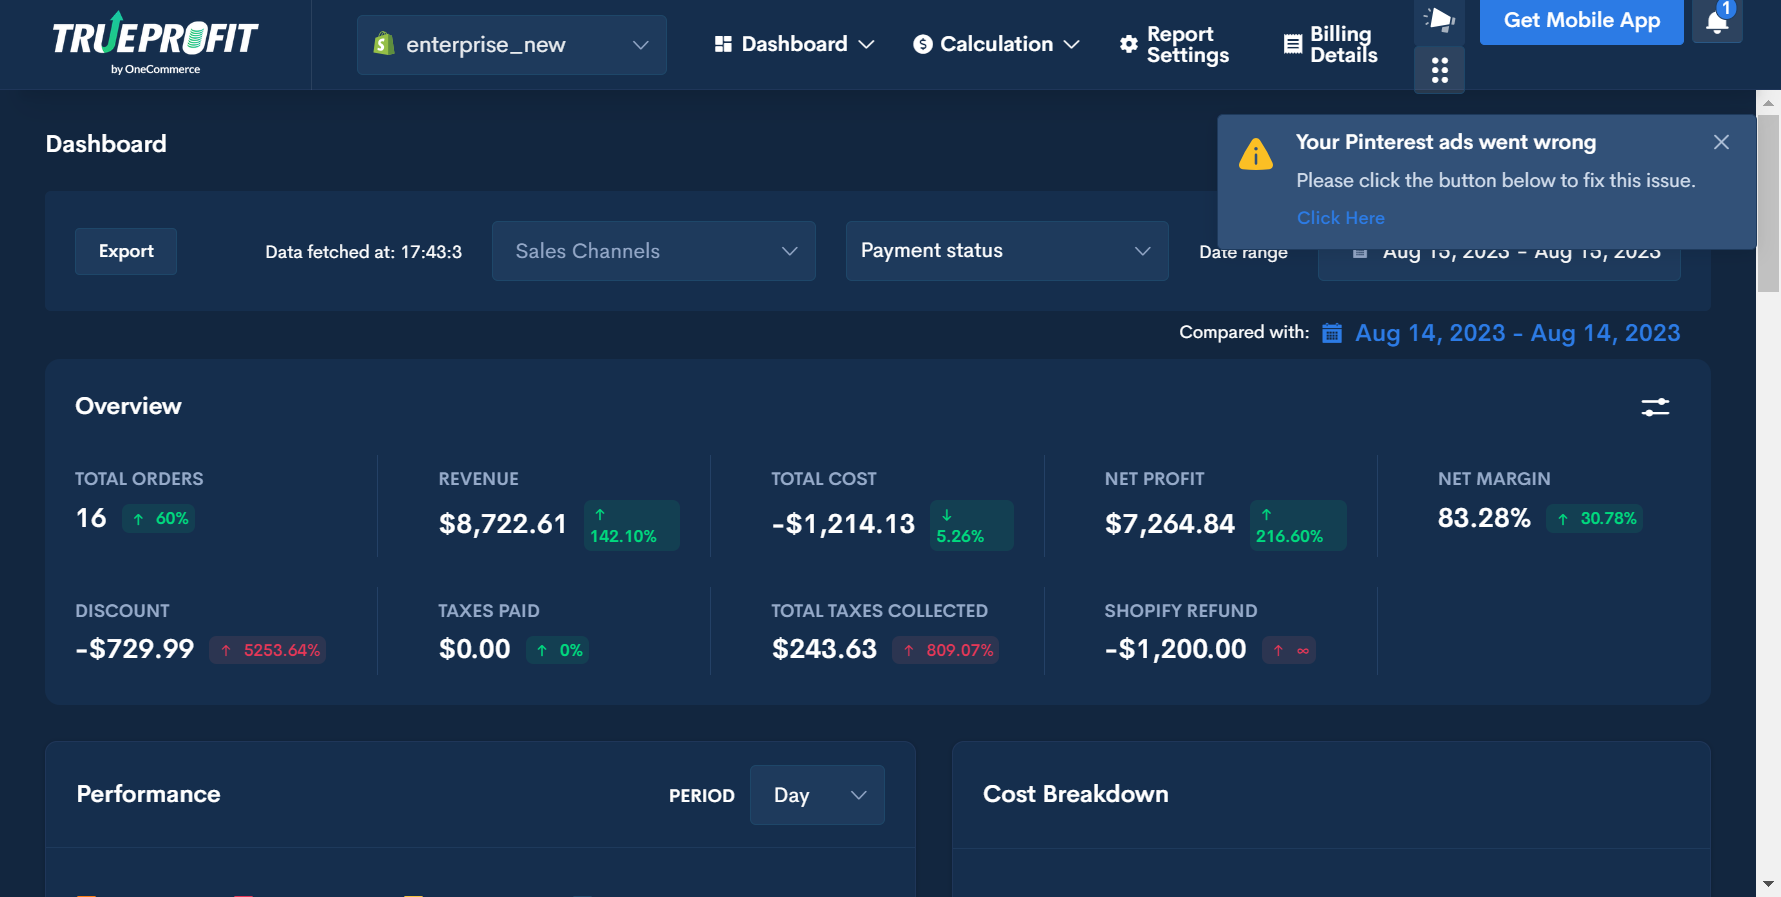 TRUEPROFIT
by OneCommerce
enterprise_new
Dashboard
Calculation
Report
Settings
Billing
Details
Get Mobile App
1
Dashboard
Your Pinterest ads went wrong
Please click the button below to fix this issue.
Click Here
Export
Data fetched at: 17:43:3
Sales Channels
Payment status
Date range
Aug 15, 2023 - Aug 15, 2023
Compared with:
Aug 14, 2023 - Aug 14, 2023
Overview
TOTAL ORDERS
16
↑ 60%
REVENUE
$8,722.61
↑
142.10%
TOTAL COST
-$1,214.13
↓
5.26%
NET PROFIT
$7,264.84
↑
216.60%
NET MARGIN
83.28%
↑ 30.78%
DISCOUNT
-$729.99
↑ 5253.64%
TAXES PAID
$0.00
↑ 0%
TOTAL TAXES COLLECTED
$243.63
↑ 809.07%
SHOPIFY REFUND
-$1,200.00
↑ ∞
Performance
PERIOD
Day
Cost Breakdown